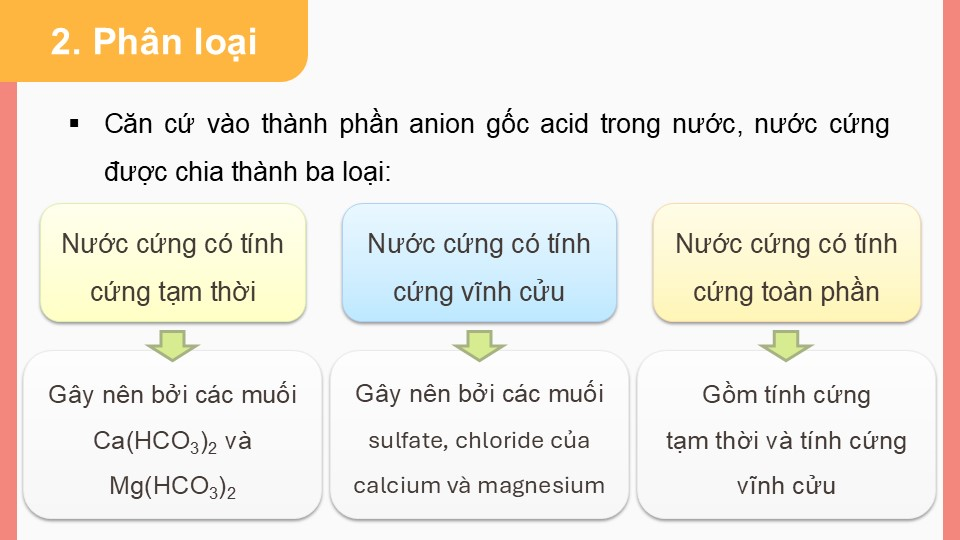 2. Phân loại
▪ Căn cứ vào thành phần anion gốc acid trong nước, nước cứng
được chia thành ba loại:
Nước cứng có tính
cứng tạm thời
Nước cứng có tính
cứng vĩnh cửu
Nước cứng có tính
cứng toàn phần
Gây nên bởi các muối
Ca(HCO₃)₂ và
Mg(HCO₃)₂
Gây nên bởi các muối
sulfate, chloride của
calcium và magnesium
Gồm tính cứng
tạm thời và tính cứng
vĩnh cửu